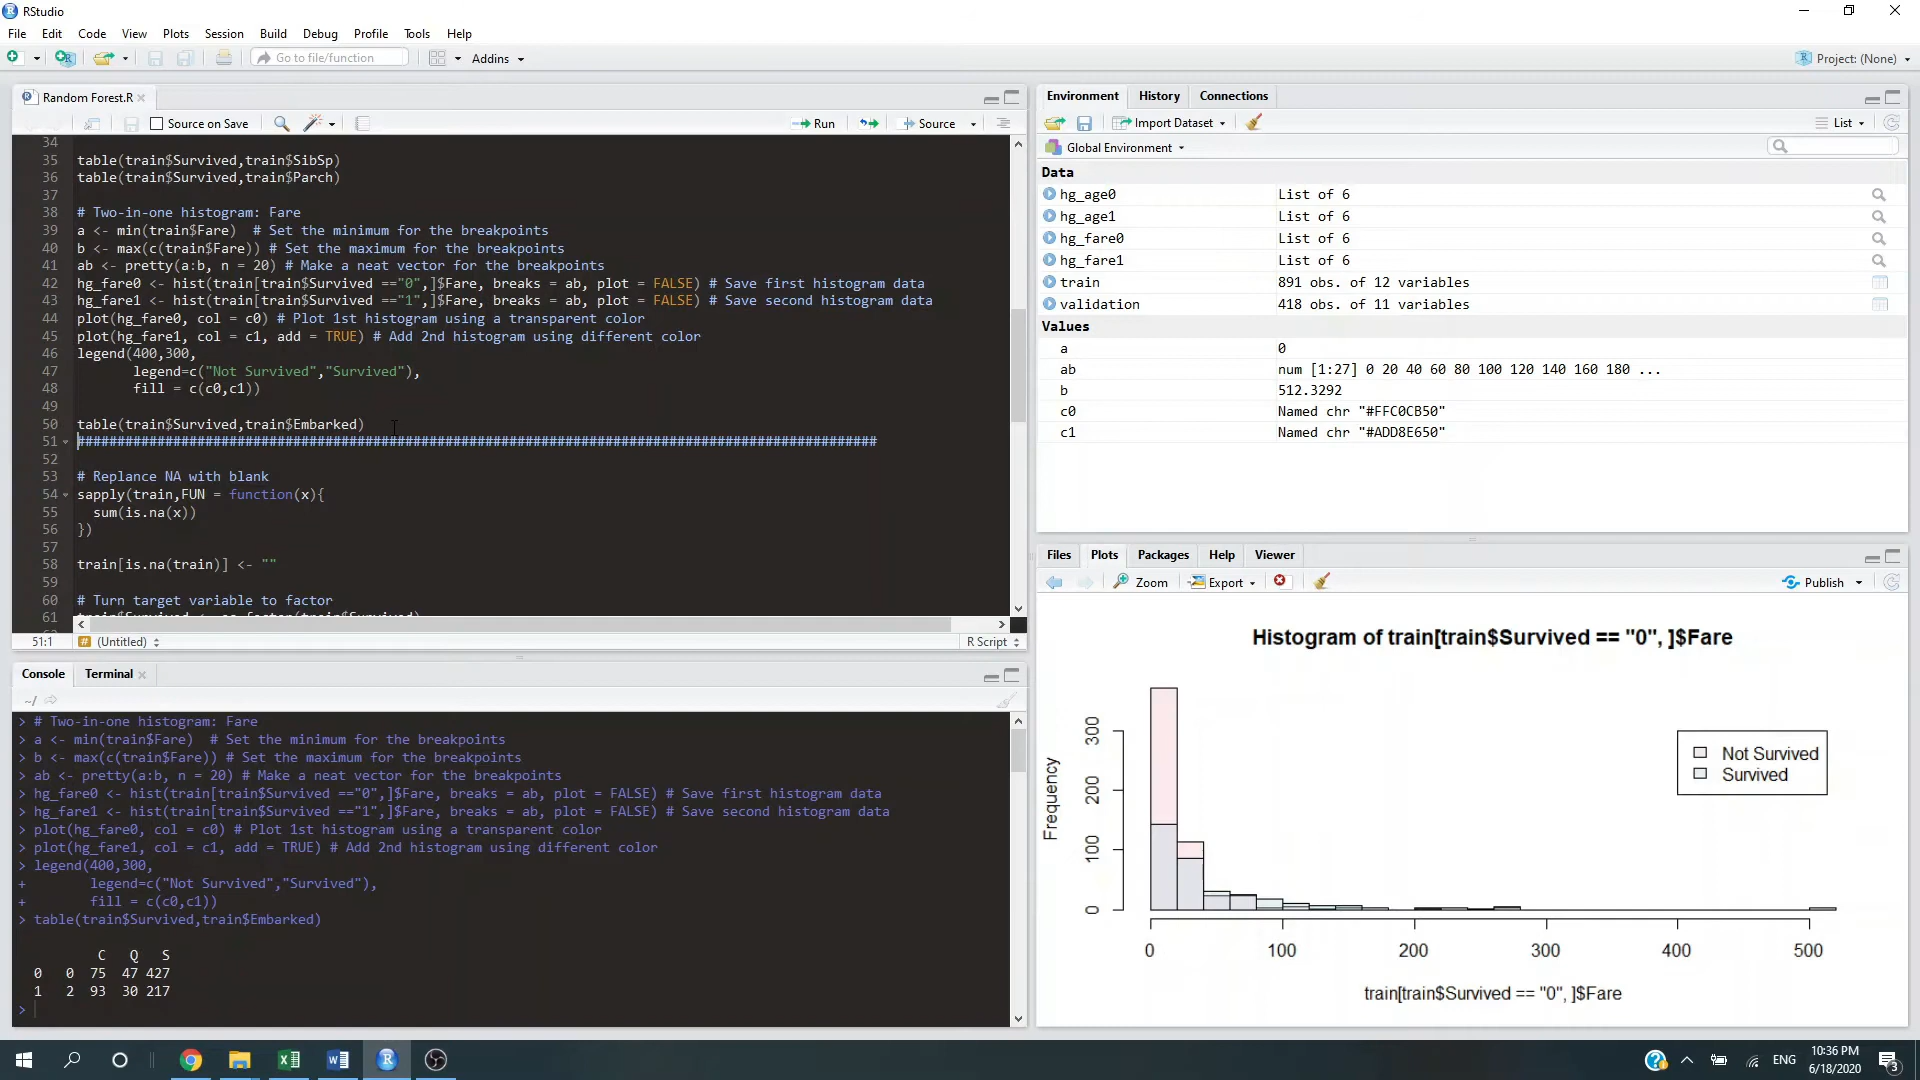 RStudio
File Edit Code View Plots Session Build Debug Profile Tools Help
Go to file/function Addins Project: (None)
Random Forest.R
Source on Save Run Source
34
35 table(train$Survived,train$SibSp)
36 table(train$Survived,train$Parch)
37
38 # Two-in-one histogram: Fare
39 a <- min(train$Fare)  # Set the minimum for the breakpoints
40 b <- max(c(train$Fare)) # Set the maximum for the breakpoints
41 ab <- pretty(a:b, n = 20) # Make a neat vector for the breakpoints
42 hg_fare0 <- hist(train[train$Survived =="0",]$Fare, breaks = ab, plot = FALSE) # Save first histogram data
43 hg_fare1 <- hist(train[train$Survived =="1",]$Fare, breaks = ab, plot = FALSE) # Save second histogram data
44 plot(hg_fare0, col = c0) # Plot 1st histogram using a transparent color
45 plot(hg_fare1, col = c1, add = TRUE) # Add 2nd histogram using different color
46 legend(400,300,
47 legend=c("Not Survived","Survived"),
48 fill = c(c0,c1))
49
50 table(train$Survived,train$Embarked)
51 ####################################################################################################
52
53 # Replance NA with blank
54 sapply(train,FUN = function(x){
55 sum(is.na(x))
56 })
57
58 train[is.na(train)] <- ""
59
60 # Turn target variable to factor
61 train$Survived <- as.factor(train$Survived)
51:1 # (Untitled) R Script
Console Terminal
~/
> # Two-in-one histogram: Fare
> a <- min(train$Fare)  # Set the minimum for the breakpoints
> b <- max(c(train$Fare)) # Set the maximum for the breakpoints
> ab <- pretty(a:b, n = 20) # Make a neat vector for the breakpoints
> hg_fare0 <- hist(train[train$Survived =="0",]$Fare, breaks = ab, plot = FALSE) # Save first histogram data
> hg_fare1 <- hist(train[train$Survived =="1",]$Fare, breaks = ab, plot = FALSE) # Save second histogram data
> plot(hg_fare0, col = c0) # Plot 1st histogram using a transparent color
> plot(hg_fare1, col = c1, add = TRUE) # Add 2nd histogram using different color
> legend(400,300,
+ legend=c("Not Survived","Survived"),
+ fill = c(c0,c1))
> table(train$Survived,train$Embarked)
C Q S
0 0 75 47 427
1 2 93 30 217
>
Environment History Connections
Import Dataset List
Global Environment
Data
hg_age0 List of 6
hg_age1 List of 6
hg_fare0 List of 6
hg_fare1 List of 6
train 891 obs. of 12 variables
validation 418 obs. of 11 variables
Values
a 0
ab num [1:27] 0 20 40 60 80 100 120 140 160 180 ...
b 512.3292
c0 Named chr "#FFC0CB50"
c1 Named chr "#ADD8E650"
Files Plots Packages Help Viewer
Zoom Export Publish
Histogram of train[train$Survived == "0", ]$Fare
Frequency
300
200
100
0
Not Survived
Survived
0 100 200 300 400 500
train[train$Survived == "0", ]$Fare
ENG
10:36 PM
6/18/2020
3